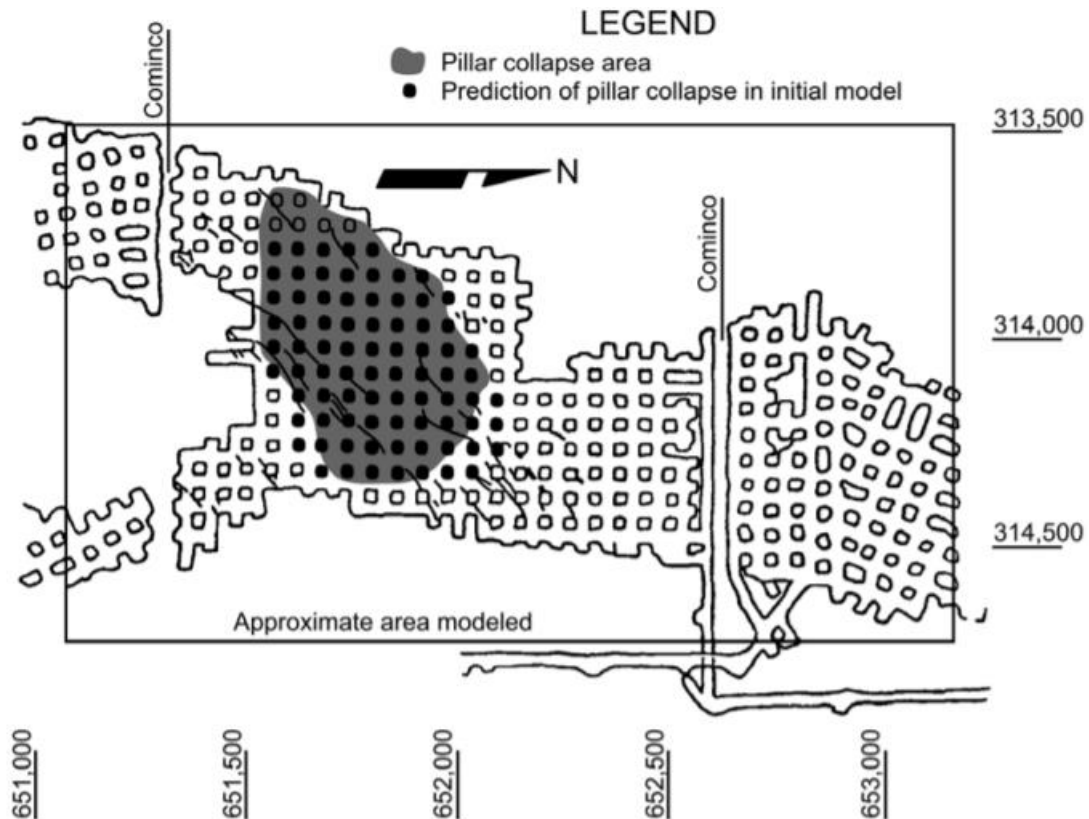 LEGEND
Pillar collapse area
Prediction of pillar collapse in initial model
Cominco
N
Cominco
313,500
314,000
314,500
Approximate area modeled
651,000
651,500
652,000
652,500
653,000